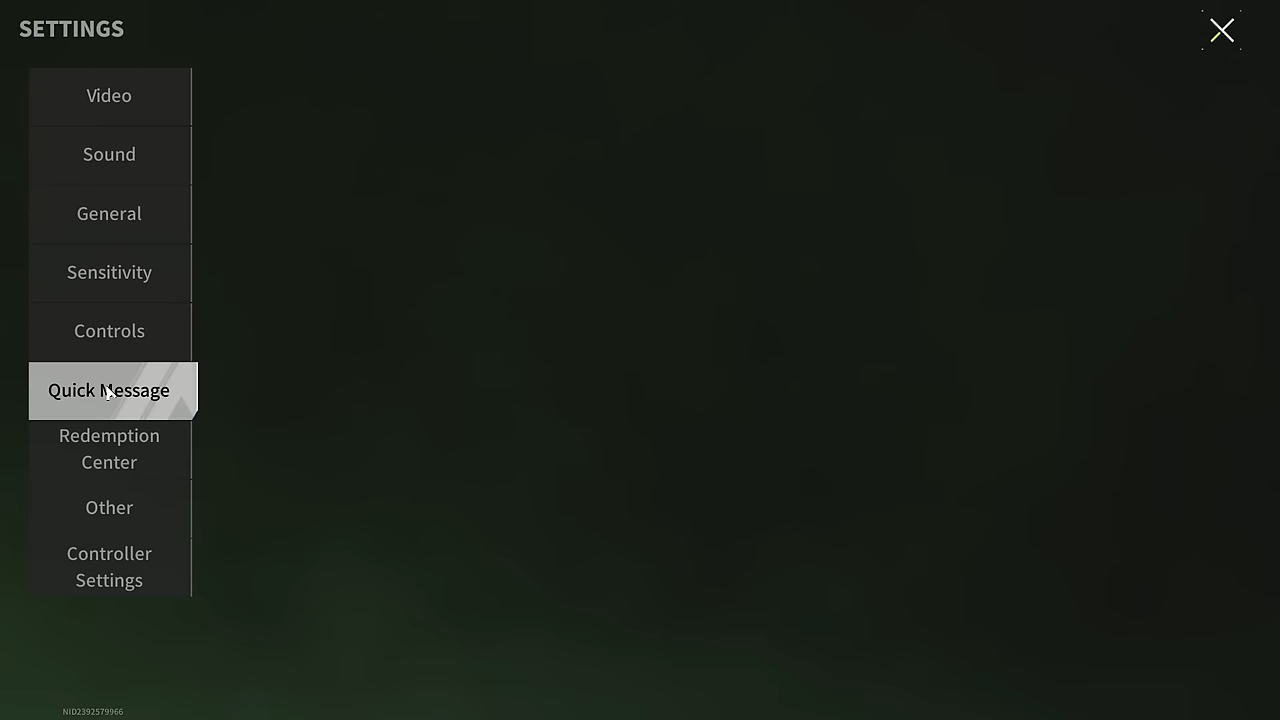 SETTINGS
Video
Sound
General
Sensitivity
Controls
Quick Message
Redemption
Center
Other
Controller
Settings
NID2392579966